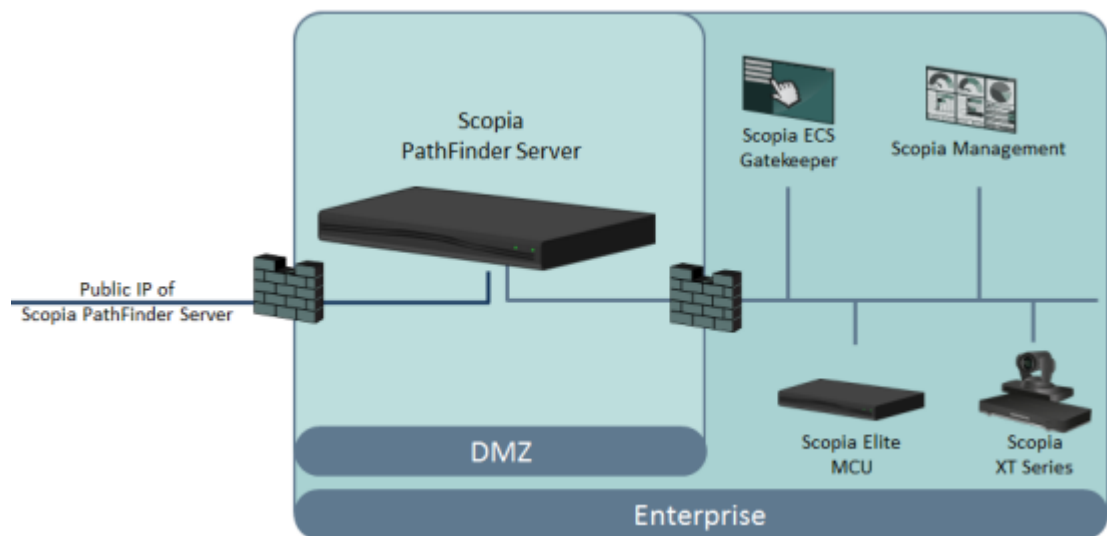 Scopia
PathFinder Server
Scopia ECS
Gatekeeper
Scopia Management
Public IP of
Scopia PathFinder Server
Scopia Elite
MCU
Scopia
XT Series
DMZ
Enterprise